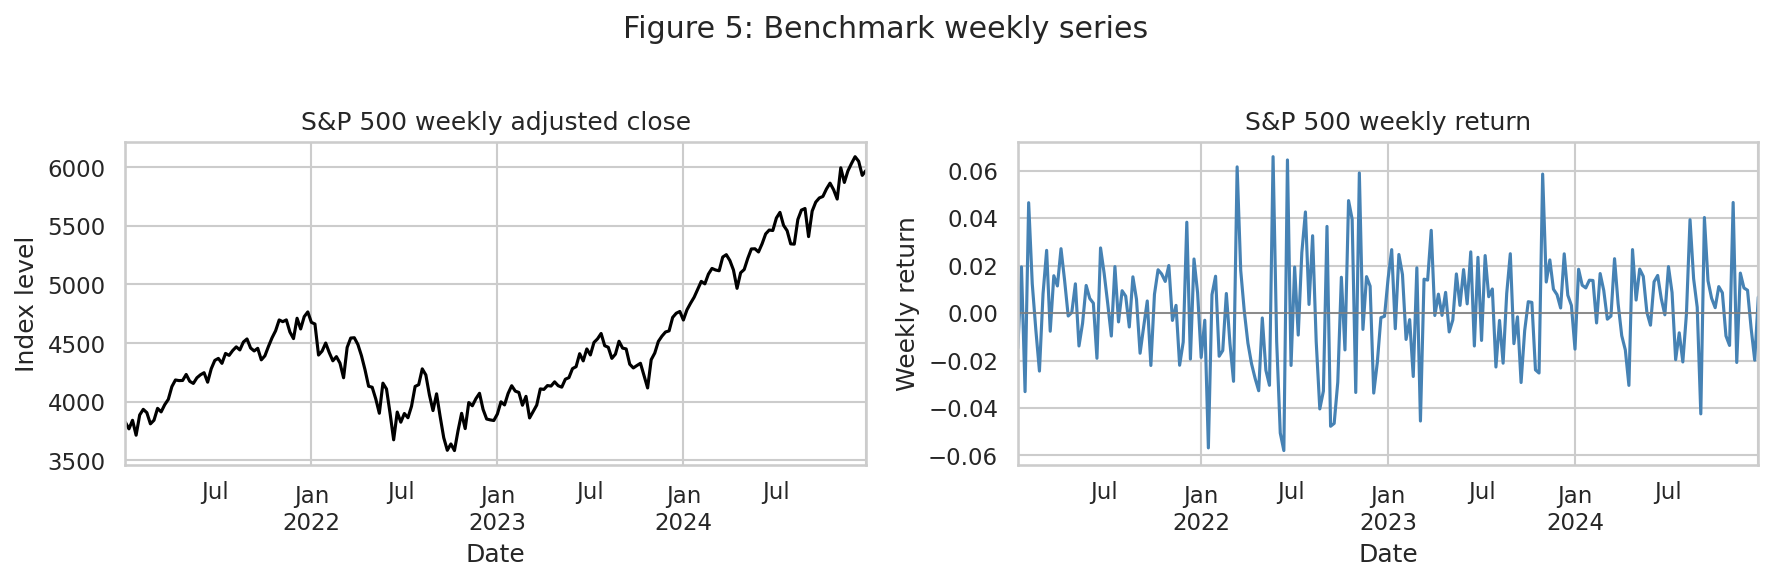 Figure 5: Benchmark weekly series
S&P 500 weekly adjusted close
Index level
6000
5500
5000
4500
4000
3500
Jul
Jan
2022
Jul
Jan
2023
Jul
Jan
2024
Jul
Date
S&P 500 weekly return
Weekly return
0.06
0.04
0.02
0.00
−0.02
−0.04
−0.06
Jul
Jan
2022
Jul
Jan
2023
Jul
Jan
2024
Jul
Date